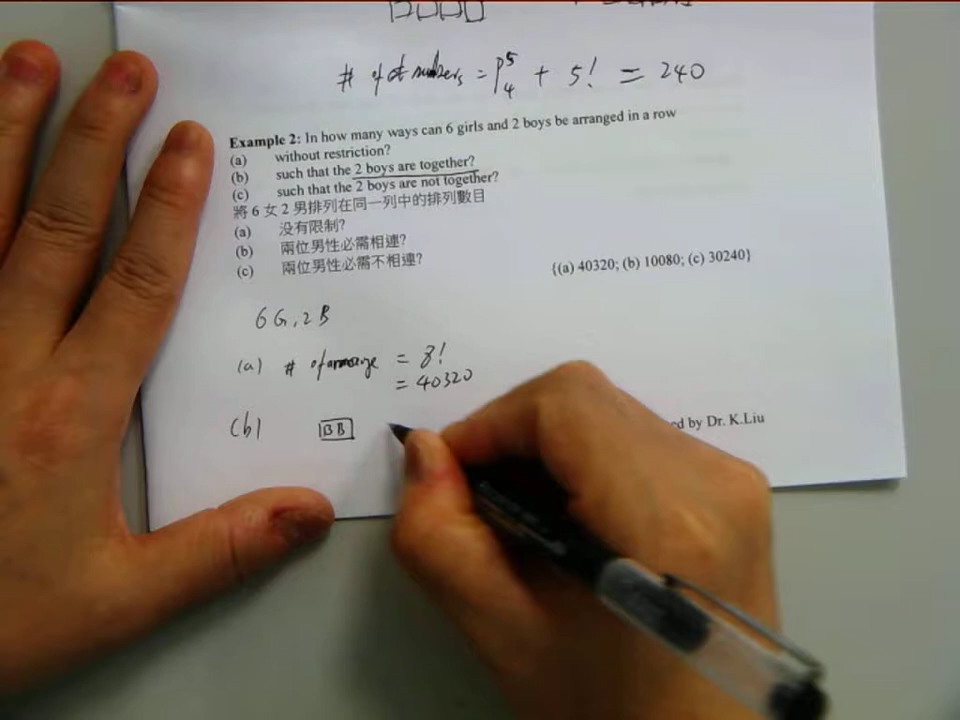 # of numbers = P⁵₄ + 5! = 240
Example 2: In how many ways can 6 girls and 2 boys be arranged in a row
(a) without restriction?
(b) such that the 2 boys are together?
(c) such that the 2 boys are not together?
將 6 女 2 男排列在同一列中的排列數目
(a) 沒有限制?
(b) 兩位男性必需相連?
(c) 兩位男性必需不相連?
{(a) 40320; (b) 10080; (c) 30240}
6 G, 2 B
(a) # of = 8!
= 40320
(b) BB
ed by Dr. K.Liu